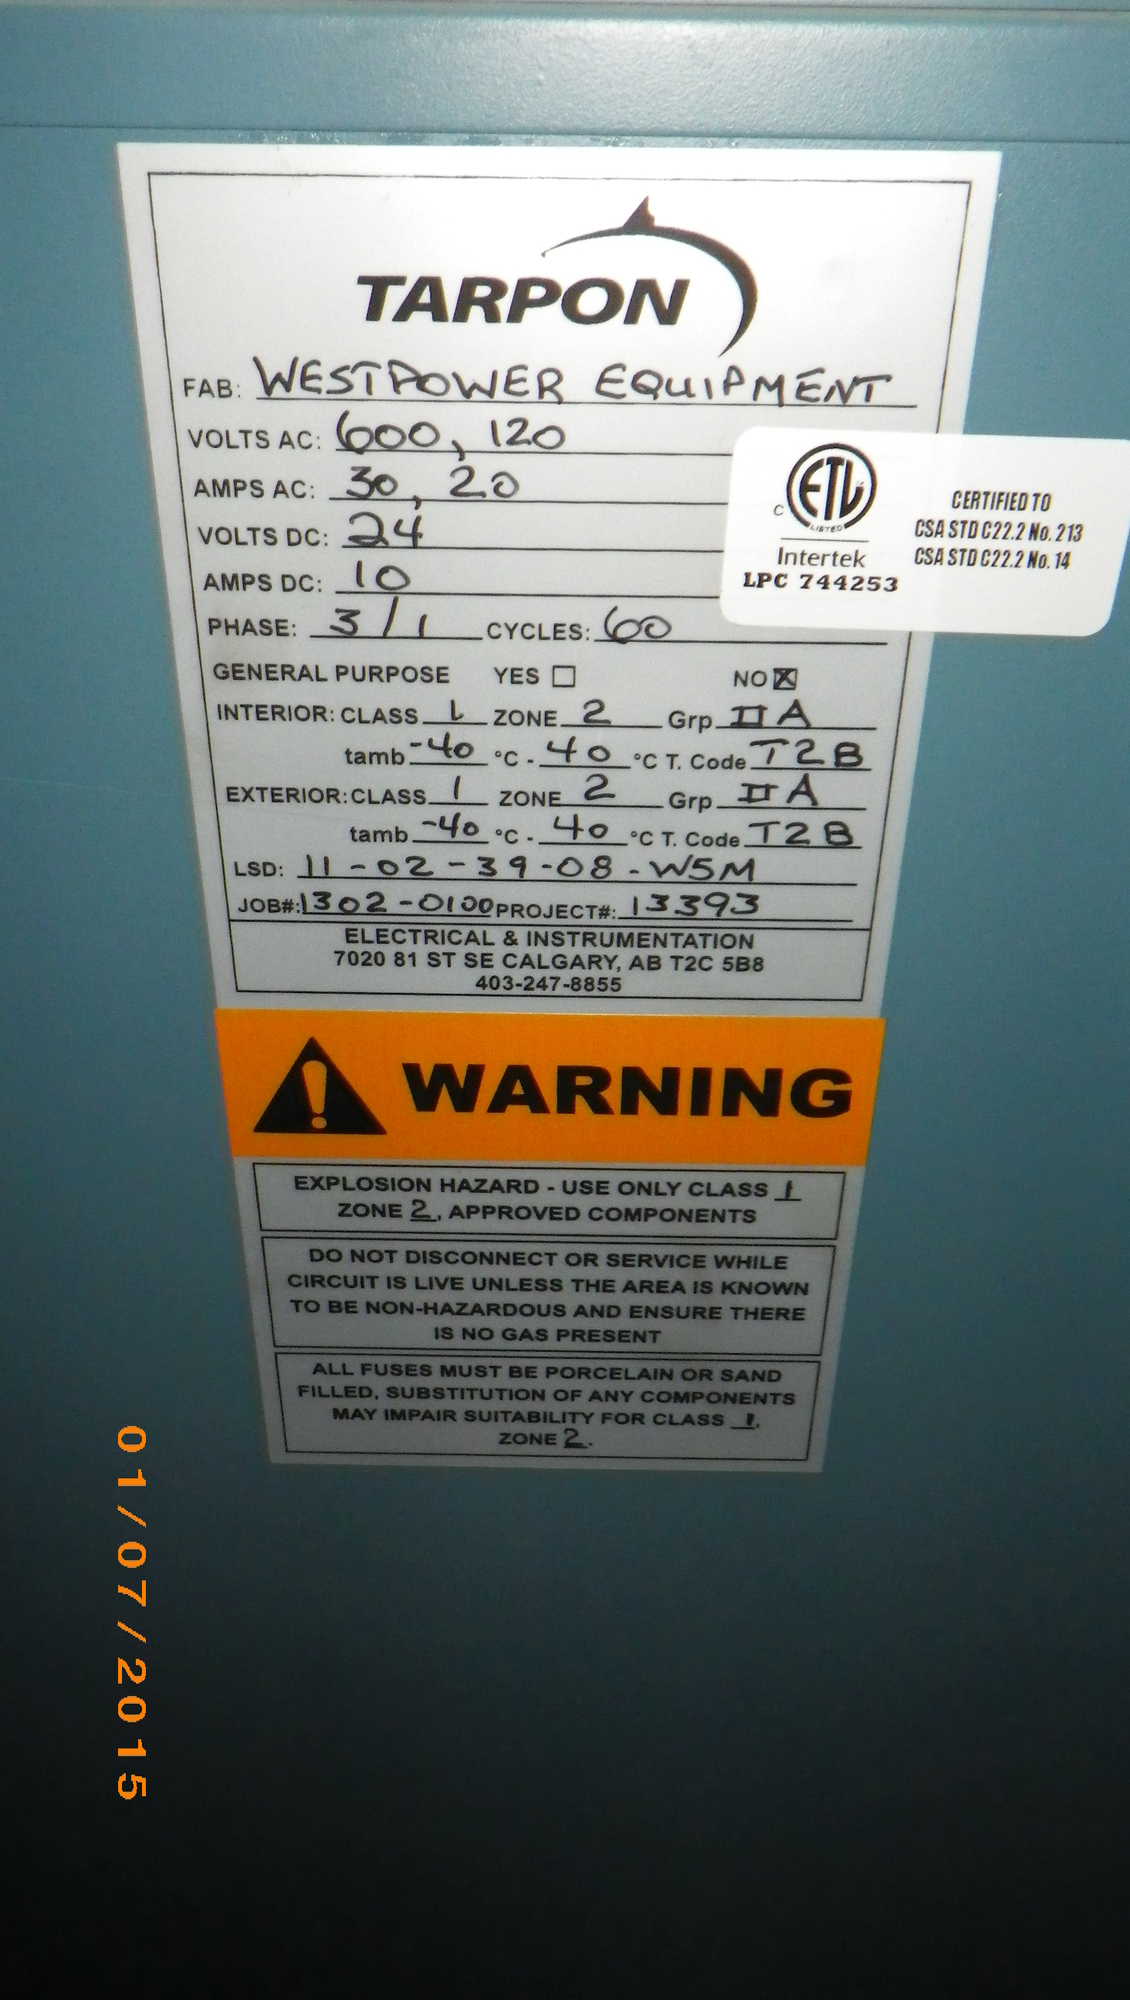 TARPON
FAB: WESTPOWER EQUIPMENT
VOLTS AC: 600, 120
AMPS AC: 30, 20
VOLTS DC: 24
AMPS DC: 10
PHASE: 3/1 CYCLES: 60
C ETL LISTED
Intertek
LPC 744253
CERTIFIED TO
CSA STD C22.2 No. 213
CSA STD C22.2 No. 14
GENERAL PURPOSE YES ☐ NO ☒
INTERIOR: CLASS 1 ZONE 2 Grp IIA
tamb -40 °C - 40 °C T. Code T2B
EXTERIOR: CLASS 1 ZONE 2 Grp IIA
tamb -40 °C - 40 °C T. Code T2B
LSD: 11-02-39-08-W5M
JOB#: 1302-0100 PROJECT#: 13393
ELECTRICAL & INSTRUMENTATION
7020 81 ST SE CALGARY, AB T2C 5B8
403-247-8855
WARNING
EXPLOSION HAZARD - USE ONLY CLASS 1
ZONE 2, APPROVED COMPONENTS
DO NOT DISCONNECT OR SERVICE WHILE
CIRCUIT IS LIVE UNLESS THE AREA IS KNOWN
TO BE NON-HAZARDOUS AND ENSURE THERE
IS NO GAS PRESENT
ALL FUSES MUST BE PORCELAIN OR SAND
FILLED, SUBSTITUTION OF ANY COMPONENTS
MAY IMPAIR SUITABILITY FOR CLASS 1,
ZONE 2.
01/07/2015